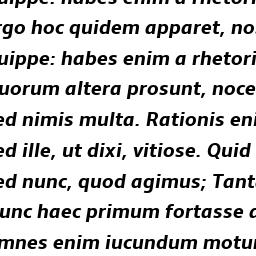 uippe: habes enim a rhetori
rgo hoc quidem apparet, no
uippe: habes enim a rhetori
uorum altera prosunt, noce
ed nimis multa. Rationis eni
ed ille, ut dixi, vitiose. Quid
ed nunc, quod agimus; Tant
unc haec primum fortasse a
mnes enim iucundum motu